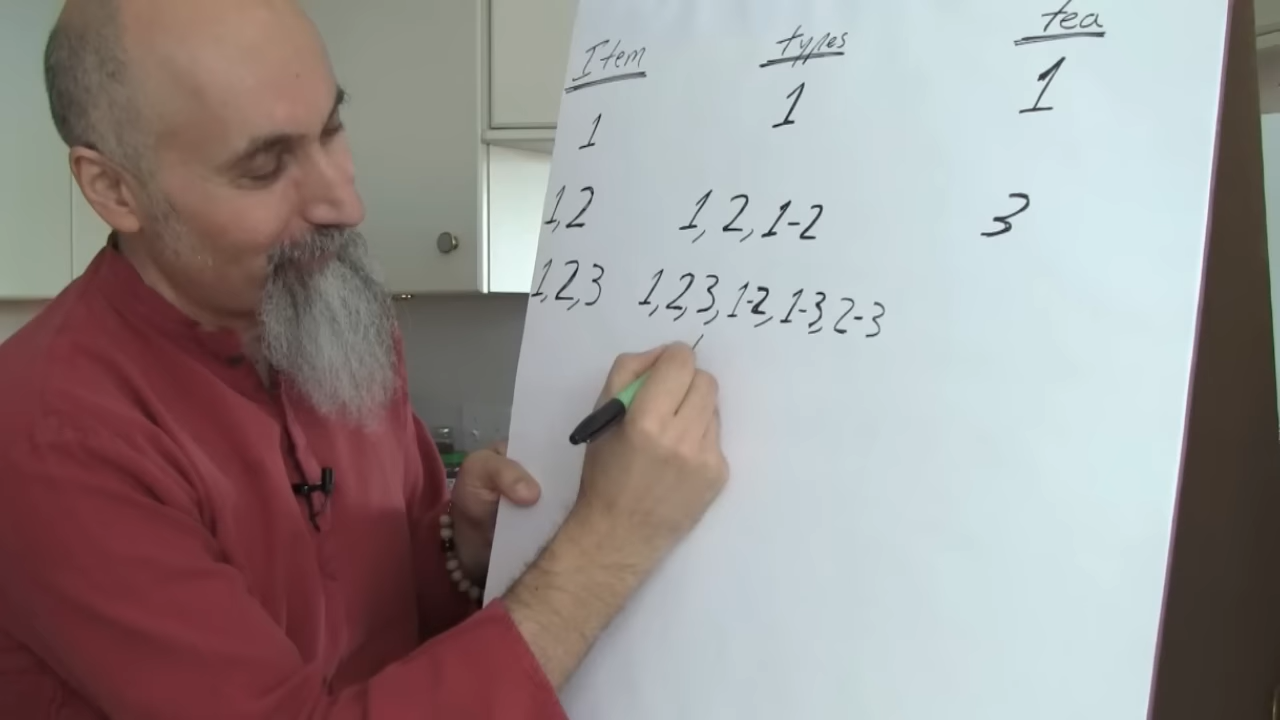 Item types tea
1 1 1
1,2 1, 2, 1-2 3
1,2,3 1,2,3, 1-2, 1-3, 2-3